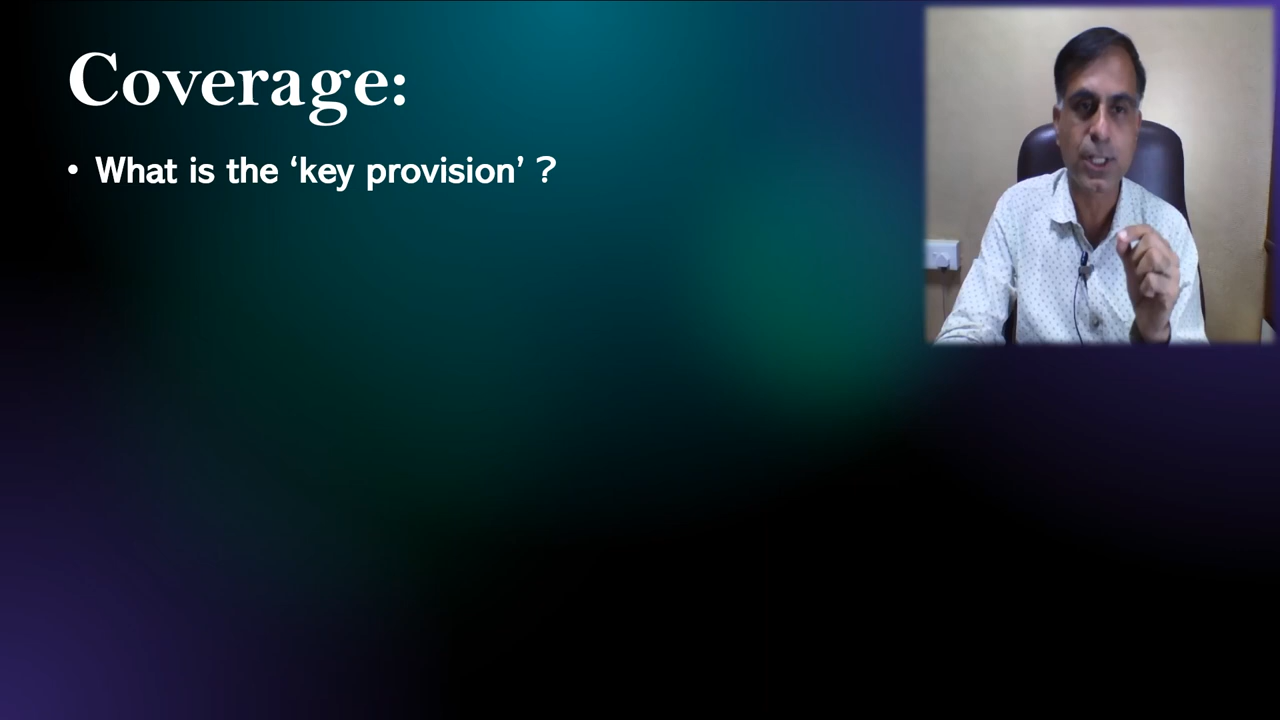 Coverage:
• What is the ‘key provision’ ?